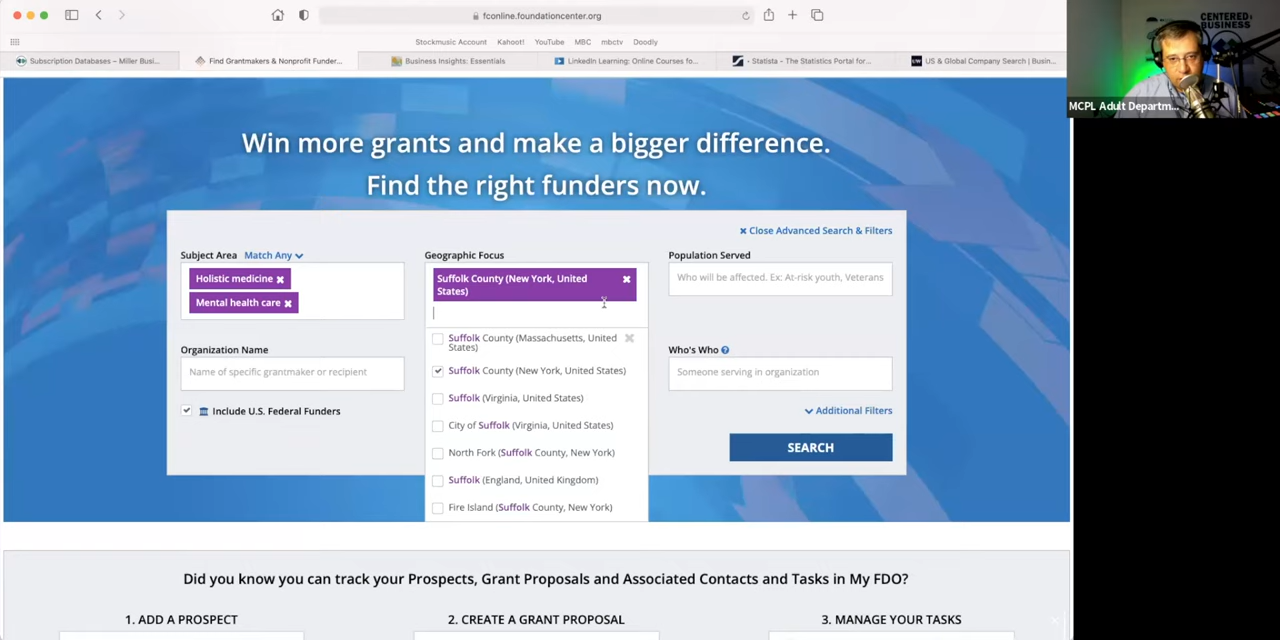 fconline.foundationcenter.org
Stockmusic Account Kahoot! YouTube MBC mbctv Doodly
Subscription Databases – Miller Busi...
Find Grantmakers & Nonprofit Funder...
Business Insights: Essentials
LinkedIn Learning: Online Courses fo...
- Statista - The Statistics Portal for...
US & Global Company Search | Busin...
CENTERED
BUSINESS
MCPL Adult Departm...
Win more grants and make a bigger difference.
Find the right funders now.
Close Advanced Search & Filters
Subject Area Match Any
Holistic medicine
Mental health care
Geographic Focus
Suffolk County (New York, United
States)
Population Served
Who will be affected. Ex: At-risk youth, Veterans
Suffolk County (Massachusetts, United
States)
Suffolk County (New York, United States)
Suffolk (Virginia, United States)
City of Suffolk (Virginia, United States)
North Fork (Suffolk County, New York)
Suffolk (England, United Kingdom)
Fire Island (Suffolk County, New York)
Organization Name
Name of specific grantmaker or recipient
Include U.S. Federal Funders
Who's Who ?
Someone serving in organization
Additional Filters
SEARCH
Did you know you can track your Prospects, Grant Proposals and Associated Contacts and Tasks in My FDO?
1. ADD A PROSPECT
2. CREATE A GRANT PROPOSAL
3. MANAGE YOUR TASKS